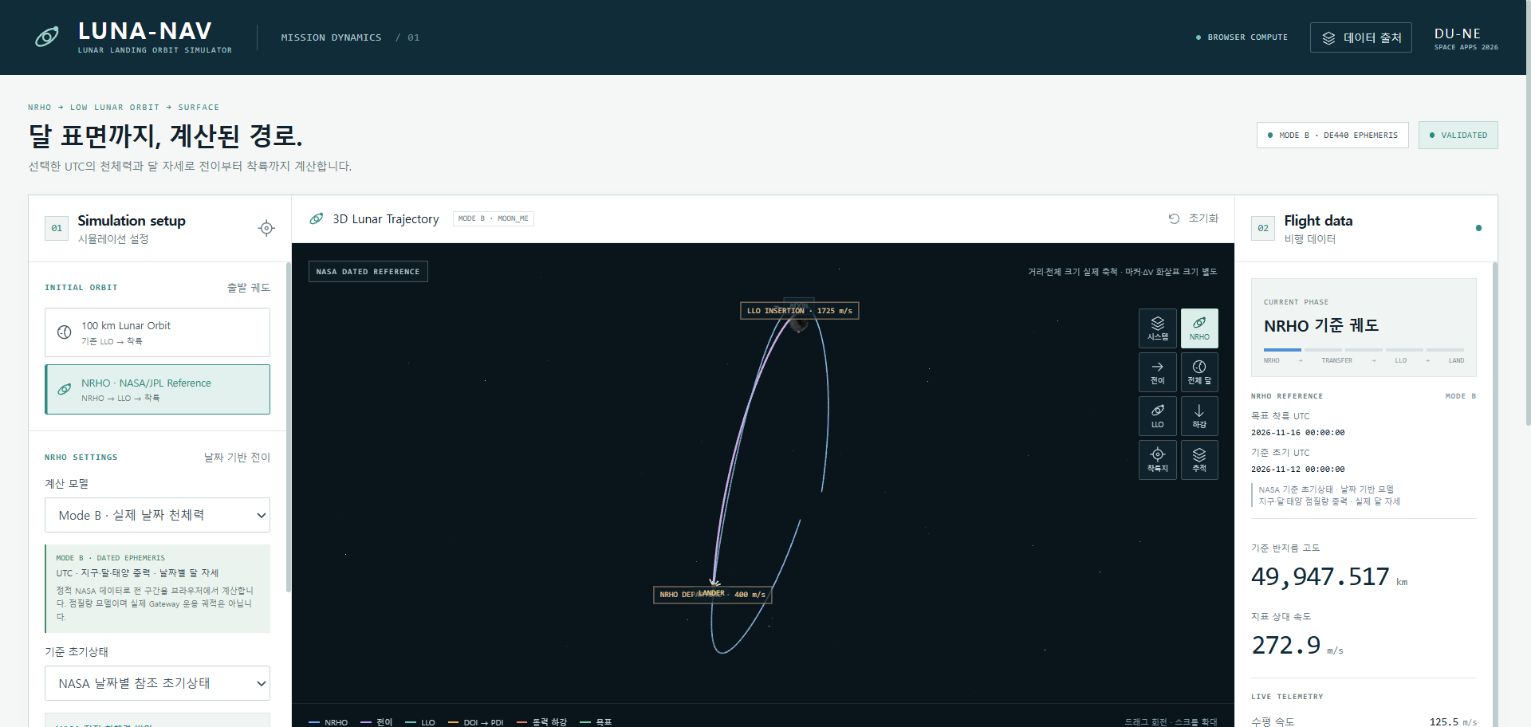 LUNA-NAV
LUNAR LANDING ORBIT SIMULATOR
MISSION DYNAMICS / 01
BROWSER COMPUTE
데이터 출처
DU-NE
SPACE APPS 2026
NRHO → LOW LUNAR ORBIT → SURFACE
달 표면까지, 계산된 경로.
선택한 UTC의 천체력과 달 자세로 전이부터 착륙까지 계산합니다.
MODE B · DE440 EPHEMERIS
VALIDATED
01
Simulation setup
시뮬레이션 설정
INITIAL ORBIT
출발 궤도
100 km Lunar Orbit
기존 LLO → 착륙
NRHO · NASA/JPL Reference
NRHO → LLO → 착륙
NRHO SETTINGS
날짜 기반 전이
계산 모델
Mode B · 실제 날짜 천체력
MODE B · DATED EPHEMERIS
UTC · 지구·달·태양 중력 · 날짜별 달 자세
정적 NASA 데이터로 전 구간을 브라우저에서 계산합니
다. 점질량 모델이며 실제 Gateway 운용 궤적은 아닙니
다.
기준 초기상태
NASA 날짜별 참조 초기상태
3D Lunar Trajectory
MODE B · MOON_ME
초기화
NASA DATED REFERENCE
거리·천체 크기 실제 축척 · 마커·ΔV 화살표 크기 별도
LLO INSERTION · 1725 m/s
시스템
NRHO
전이
전체 달
LLO
하강
착륙지
추적
LANDER
400 m/s
NRHO
전이
LLO
DOI → PDI
동력 하강
목표
드래그 회전 · 스크롤 확대
02
Flight data
비행 데이터
CURRENT PHASE
NRHO 기준 궤도
NRHO → TRANSFER → LLO → LAND
NRHO REFERENCE
MODE B
목표 착륙 UTC
2026-11-16 00:00:00
기준 초기 UTC
2026-11-12 00:00:00
NASA 기준 초기상태 · 날짜 기반 모델
지구·달·태양 점질량 중력 · 실제 달 자세
기준 반지름 고도
49,947.517 km
지표 상대 속도
272.9 m/s
LIVE TELEMETRY
수평 속도
125.5 m/s